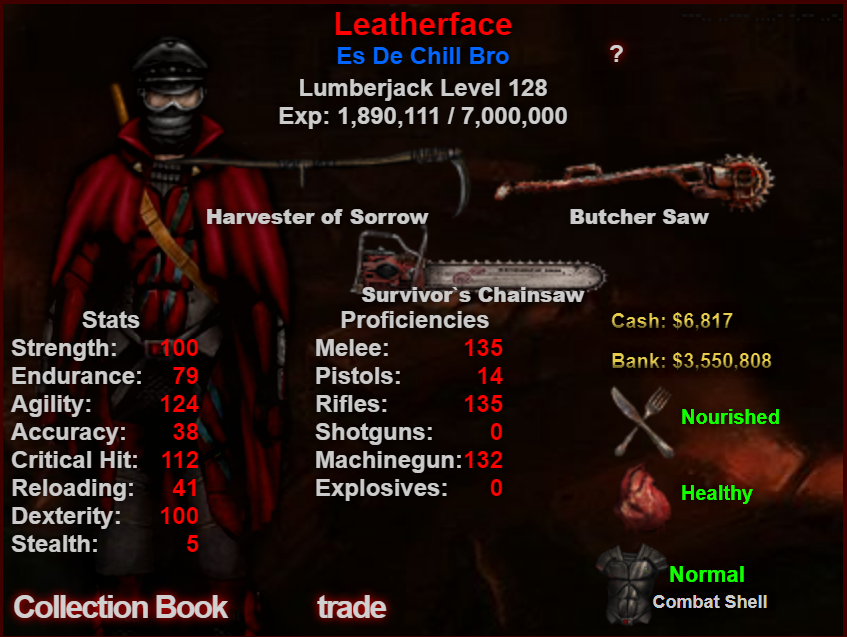 Leatherface
Es De Chill Bro
?
Lumberjack Level 128
Exp: 1,890,111 / 7,000,000
Harvester of Sorrow
Butcher Saw
Survivor`s Chainsaw
Stats
Strength: 100
Endurance: 79
Agility: 124
Accuracy: 38
Critical Hit: 112
Reloading: 41
Dexterity: 100
Stealth: 5
Proficiencies
Melee: 135
Pistols: 14
Rifles: 135
Shotguns: 0
Machinegun: 132
Explosives: 0
Cash: $6,817
Bank: $3,550,808
Nourished
Healthy
Normal
Combat Shell
Collection Book
trade